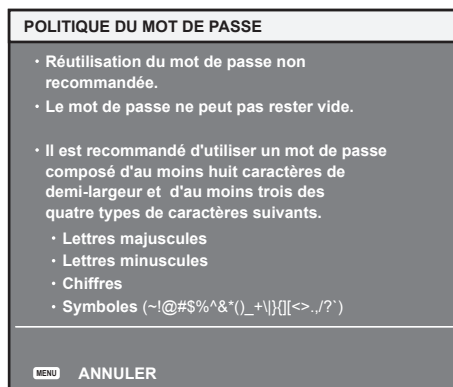 POLITIQUE DU MOT DE PASSE
・Réutilisation du mot de passe non
recommandée.
・Le mot de passe ne peut pas rester vide.
・Il est recommandé d'utiliser un mot de passe
composé d'au moins huit caractères de
demi-largeur et d'au moins trois des
quatre types de caractères suivants.
・Lettres majuscules
・Lettres minuscules
・Chiffres
・Symboles (~!@#$%^&*()_+\|}{][<>.,/?`)
MENU ANNULER